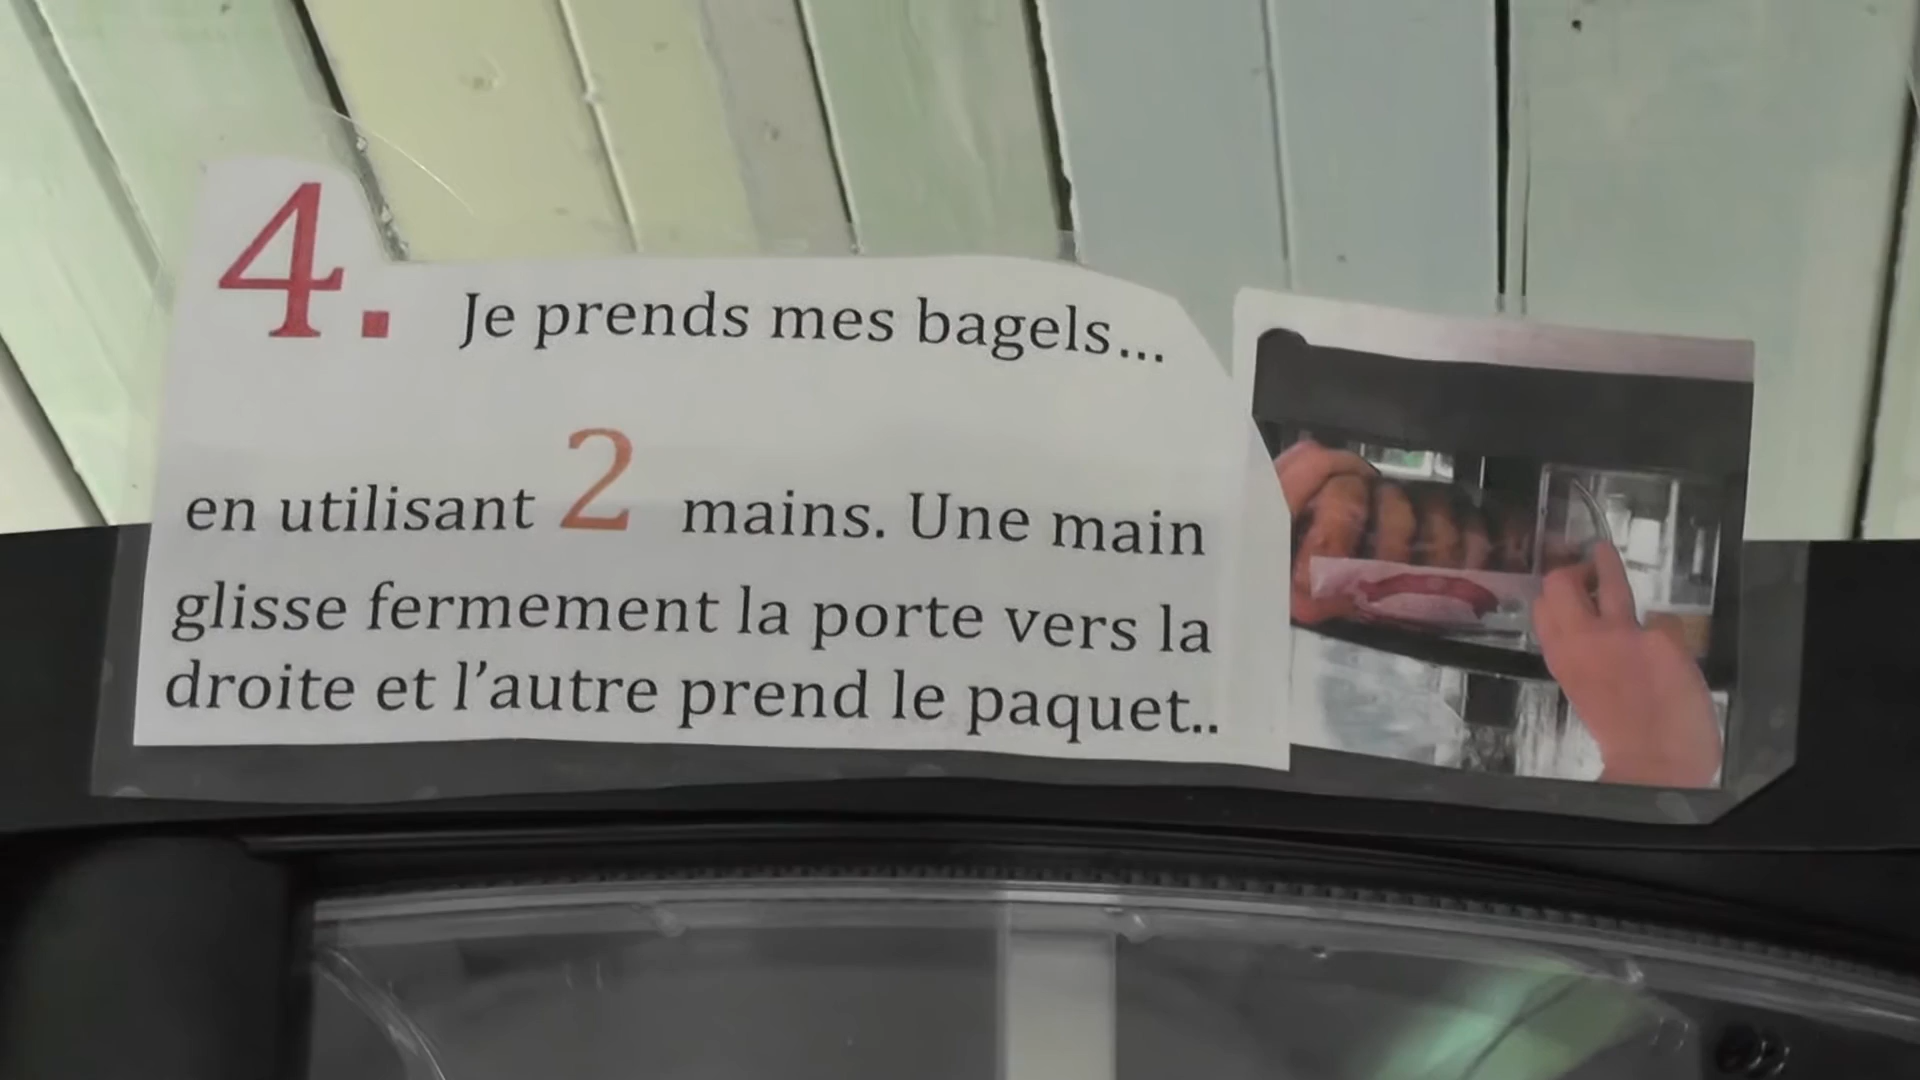 4. Je prends mes bagels...
en utilisant 2 mains. Une main
glisse fermement la porte vers la
droite et l'autre prend le paquet..